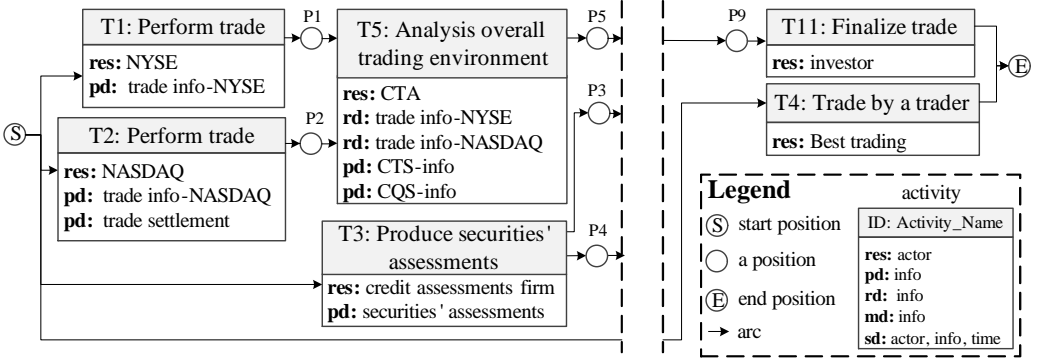 S
T1: Perform trade
res: NYSE
pd: trade info-NYSE
P1
T2: Perform trade
res: NASDAQ
pd: trade info-NASDAQ
pd: trade settlement
P2
T5: Analysis overall
trading environment
res: CTA
rd: trade info-NYSE
rd: trade info-NASDAQ
pd: CTS-info
pd: CQS-info
P5
P3
T3: Produce securities'
assessments
res: credit assessments firm
pd: securities' assessments
P4
P9
T11: Finalize trade
res: investor
E
T4: Trade by a trader
res: Best trading
Legend
S start position
a position
E end position
arc
activity
ID: Activity_Name
res: actor
pd: info
rd: info
md: info
sd: actor, info, time